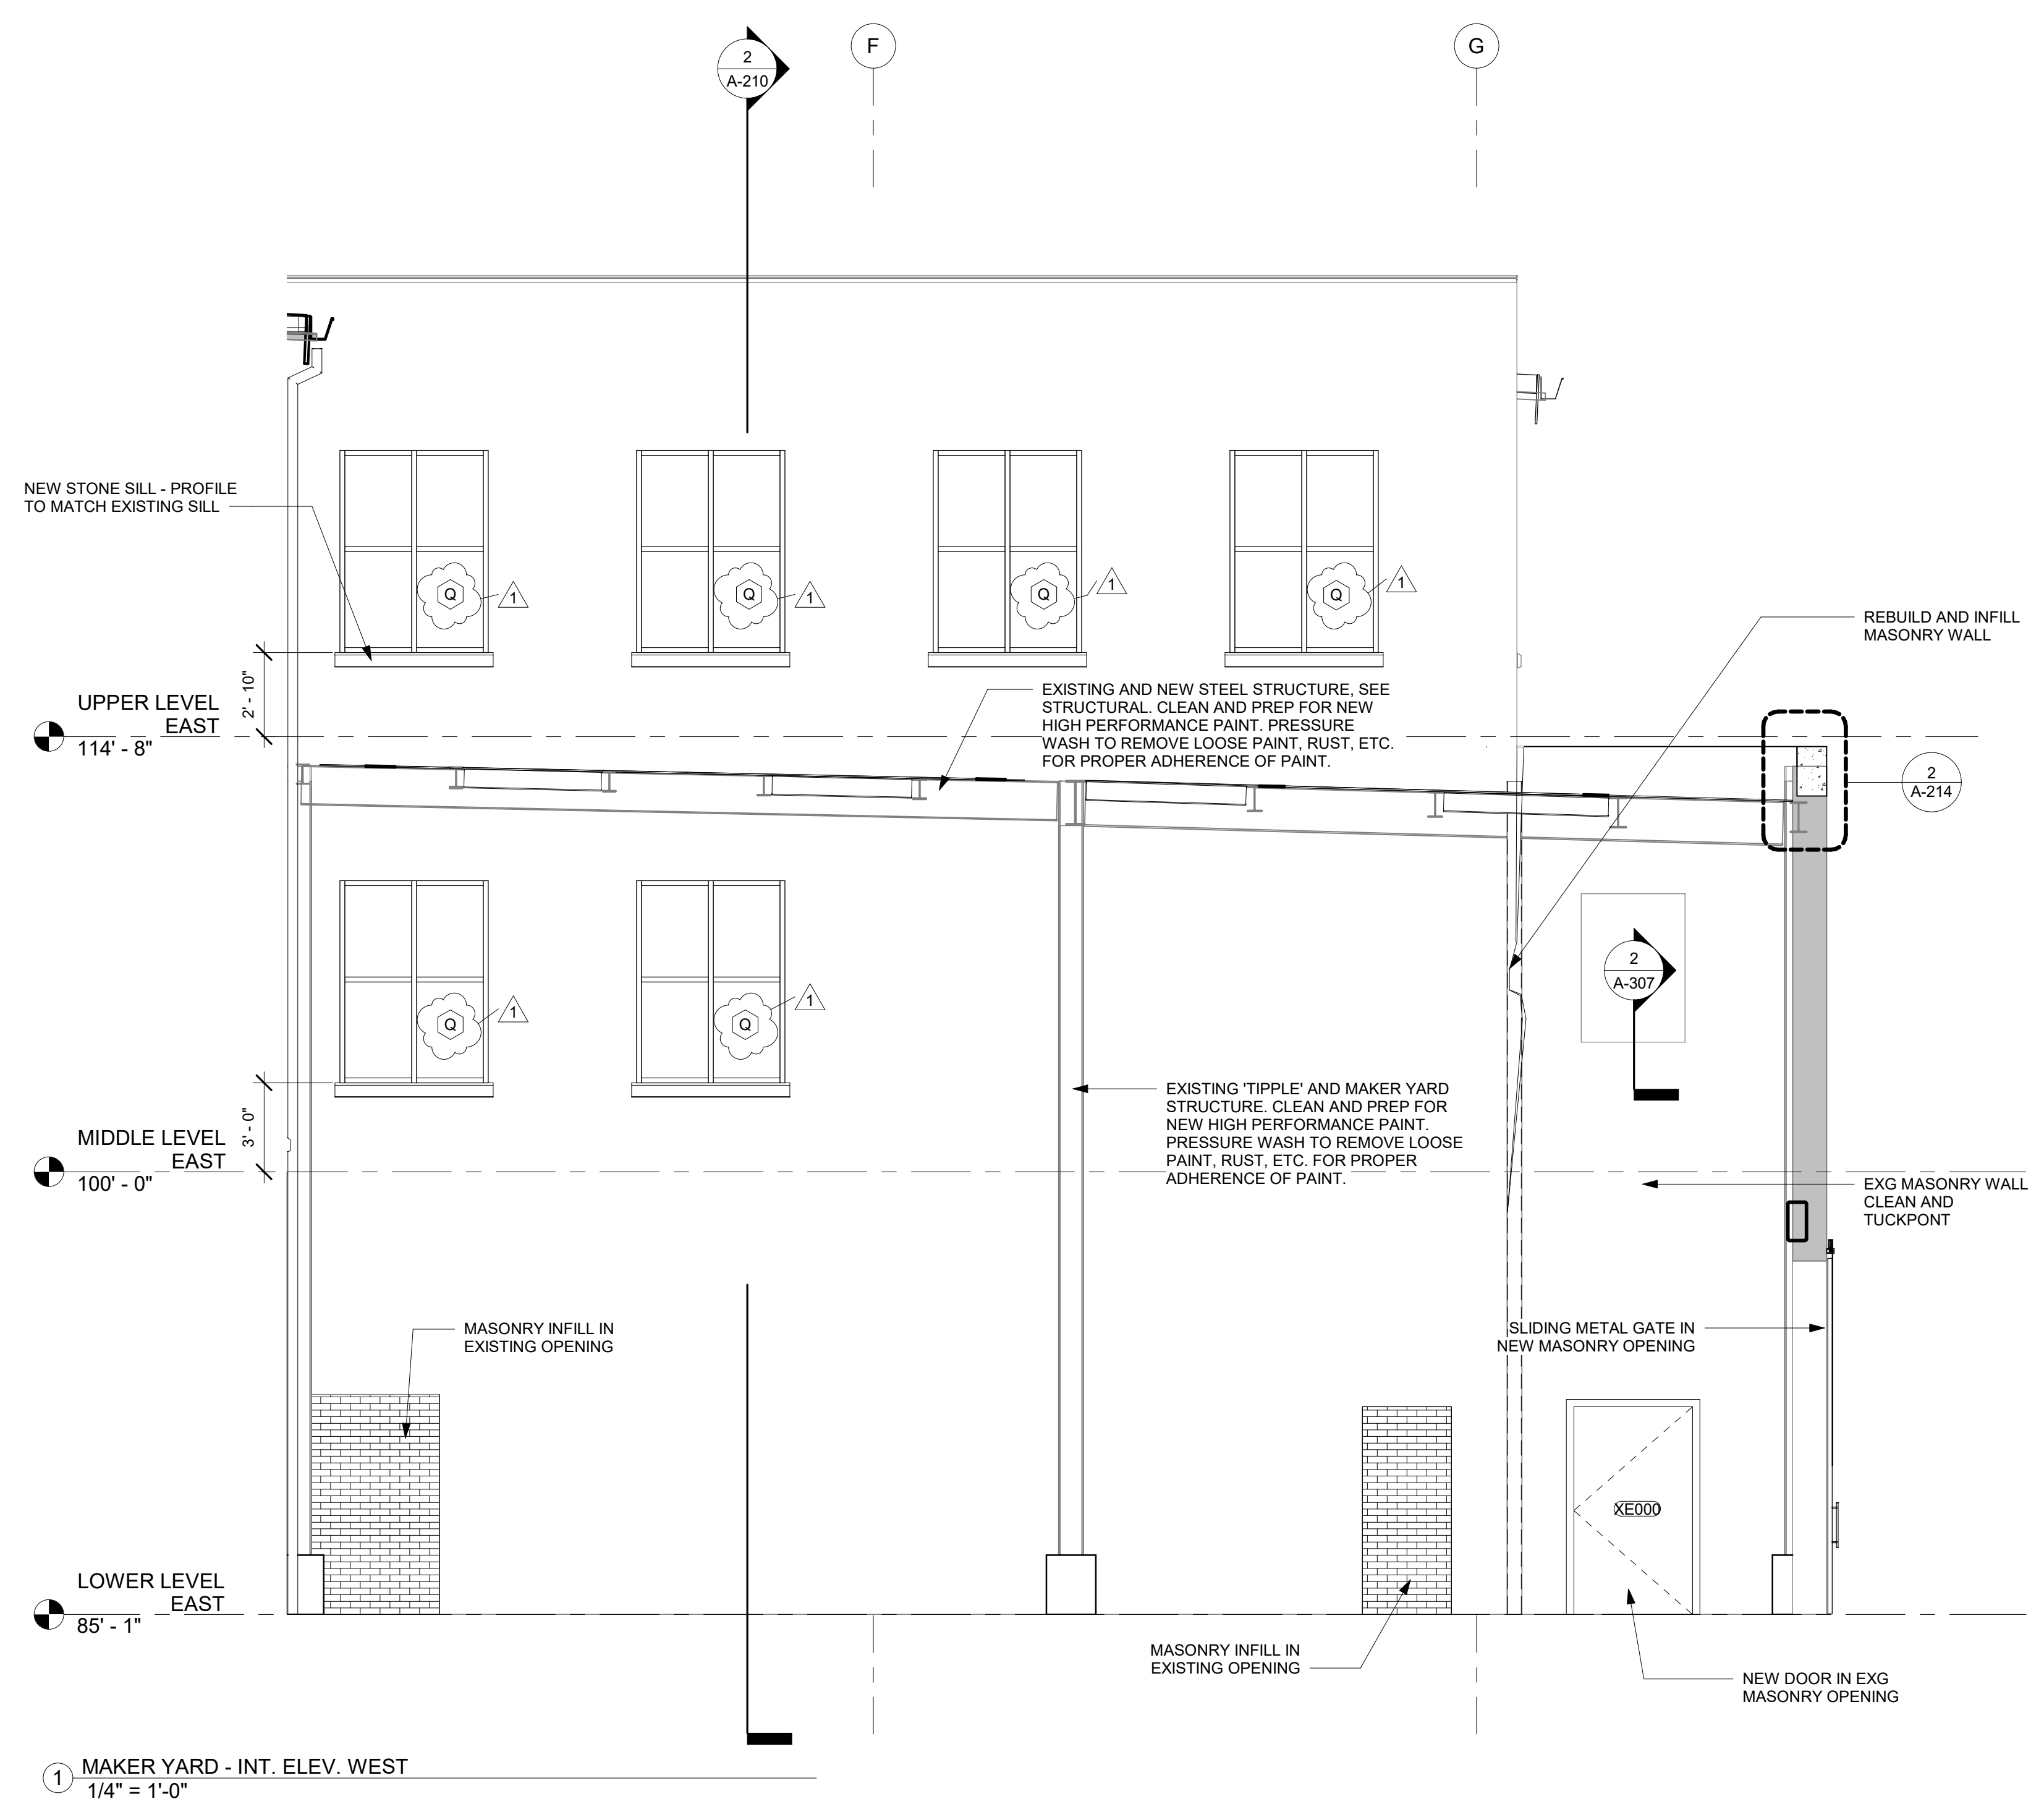 2
A-210
F
G
NEW STONE SILL - PROFILE
TO MATCH EXISTING SILL
Q
1
Q
1
Q
1
Q
1
REBUILD AND INFILL
MASONRY WALL
2' - 10"
UPPER LEVEL
EAST
114' - 8"
EXISTING AND NEW STEEL STRUCTURE, SEE
STRUCTURAL. CLEAN AND PREP FOR NEW
HIGH PERFORMANCE PAINT. PRESSURE
WASH TO REMOVE LOOSE PAINT, RUST, ETC.
FOR PROPER ADHERENCE OF PAINT.
2
A-214
2
A-307
Q
1
Q
1
3' - 0"
MIDDLE LEVEL
EAST
100' - 0"
EXISTING 'TIPPLE' AND MAKER YARD
STRUCTURE. CLEAN AND PREP FOR
NEW HIGH PERFORMANCE PAINT.
PRESSURE WASH TO REMOVE LOOSE
PAINT, RUST, ETC. FOR PROPER
ADHERENCE OF PAINT.
EXG MASONRY WALL
CLEAN AND
TUCKPONT
MASONRY INFILL IN
EXISTING OPENING
SLIDING METAL GATE IN
NEW MASONRY OPENING
XE000
LOWER LEVEL
EAST
85' - 1"
MASONRY INFILL IN
EXISTING OPENING
NEW DOOR IN EXG
MASONRY OPENING
1
MAKER YARD - INT. ELEV. WEST
1/4" = 1'-0"